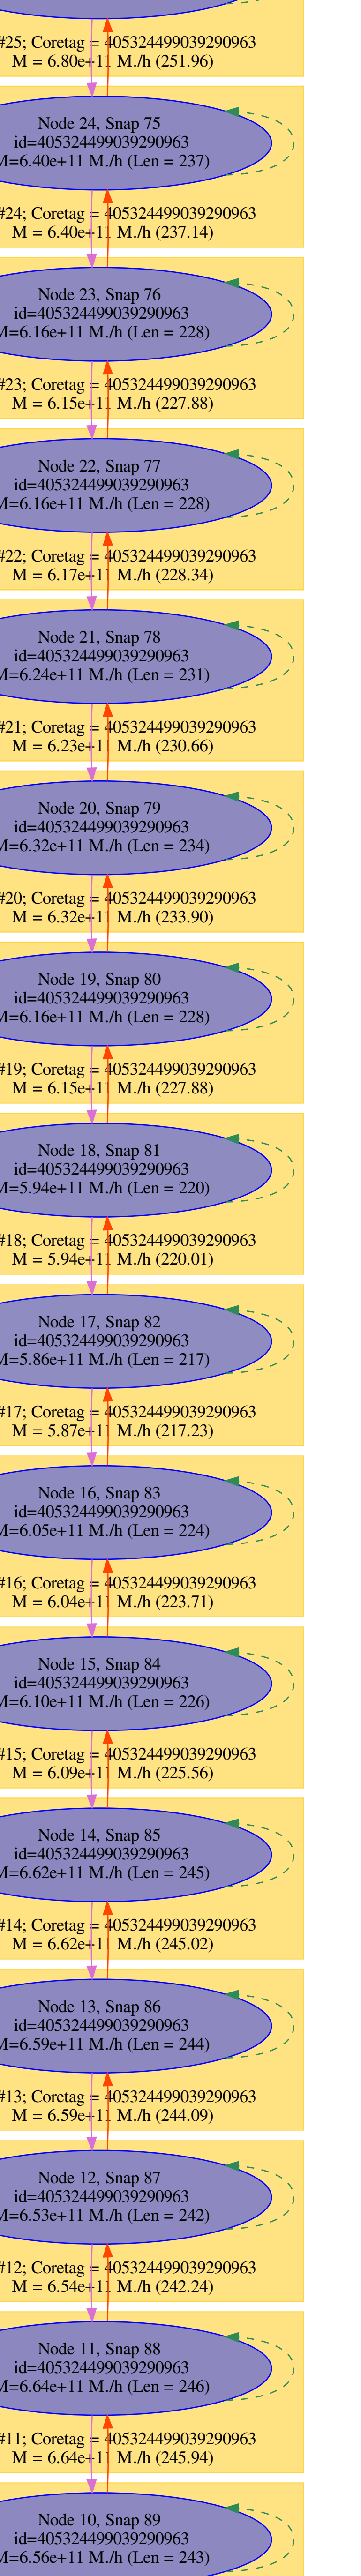 #25; Coretag = 405324499039290963
M = 6.80e+11 M./h (251.96)
Node 24, Snap 75
id=405324499039290963
M=6.40e+11 M./h (Len = 237)
#24; Coretag = 405324499039290963
M = 6.40e+11 M./h (237.14)
Node 23, Snap 76
id=405324499039290963
M=6.16e+11 M./h (Len = 228)
#23; Coretag = 405324499039290963
M = 6.15e+11 M./h (227.88)
Node 22, Snap 77
id=405324499039290963
M=6.16e+11 M./h (Len = 228)
#22; Coretag = 405324499039290963
M = 6.17e+11 M./h (228.34)
Node 21, Snap 78
id=405324499039290963
M=6.24e+11 M./h (Len = 231)
#21; Coretag = 405324499039290963
M = 6.23e+11 M./h (230.66)
Node 20, Snap 79
id=405324499039290963
M=6.32e+11 M./h (Len = 234)
#20; Coretag = 405324499039290963
M = 6.32e+11 M./h (233.90)
Node 19, Snap 80
id=405324499039290963
M=6.16e+11 M./h (Len = 228)
#19; Coretag = 405324499039290963
M = 6.15e+11 M./h (227.88)
Node 18, Snap 81
id=405324499039290963
M=5.94e+11 M./h (Len = 220)
#18; Coretag = 405324499039290963
M = 5.94e+11 M./h (220.01)
Node 17, Snap 82
id=405324499039290963
M=5.86e+11 M./h (Len = 217)
#17; Coretag = 405324499039290963
M = 5.87e+11 M./h (217.23)
Node 16, Snap 83
id=405324499039290963
M=6.05e+11 M./h (Len = 224)
#16; Coretag = 405324499039290963
M = 6.04e+11 M./h (223.71)
Node 15, Snap 84
id=405324499039290963
M=6.10e+11 M./h (Len = 226)
#15; Coretag = 405324499039290963
M = 6.09e+11 M./h (225.56)
Node 14, Snap 85
id=405324499039290963
M=6.62e+11 M./h (Len = 245)
#14; Coretag = 405324499039290963
M = 6.62e+11 M./h (245.02)
Node 13, Snap 86
id=405324499039290963
M=6.59e+11 M./h (Len = 244)
#13; Coretag = 405324499039290963
M = 6.59e+11 M./h (244.09)
Node 12, Snap 87
id=405324499039290963
M=6.53e+11 M./h (Len = 242)
#12; Coretag = 405324499039290963
M = 6.54e+11 M./h (242.24)
Node 11, Snap 88
id=405324499039290963
M=6.64e+11 M./h (Len = 246)
#11; Coretag = 405324499039290963
M = 6.64e+11 M./h (245.94)
Node 10, Snap 89
id=405324499039290963
M=6.56e+11 M./h (Len = 243)